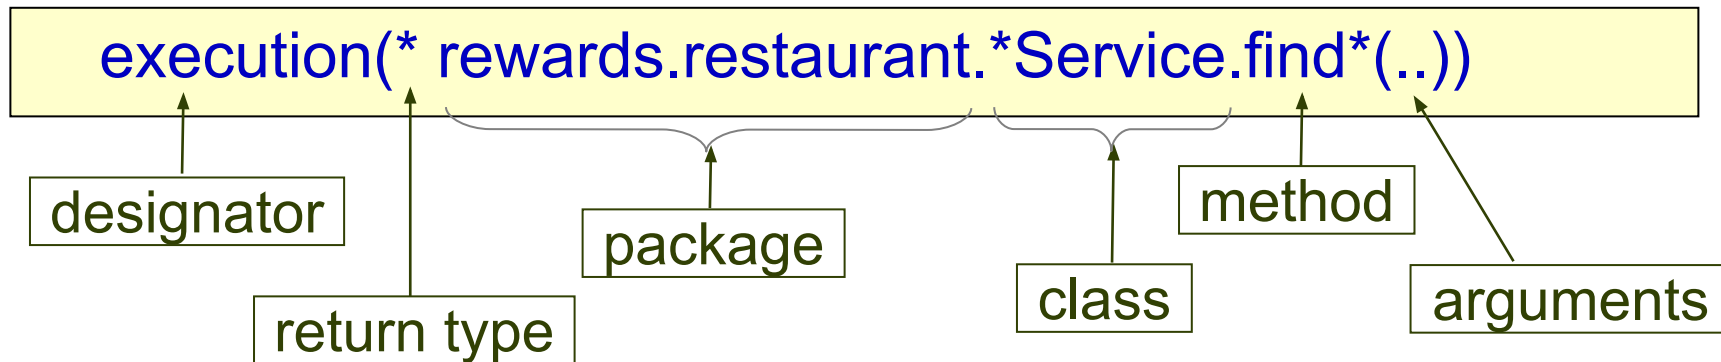 execution(* rewards.restaurant.*Service.find*(..))
designator
package
method
return type
class
arguments